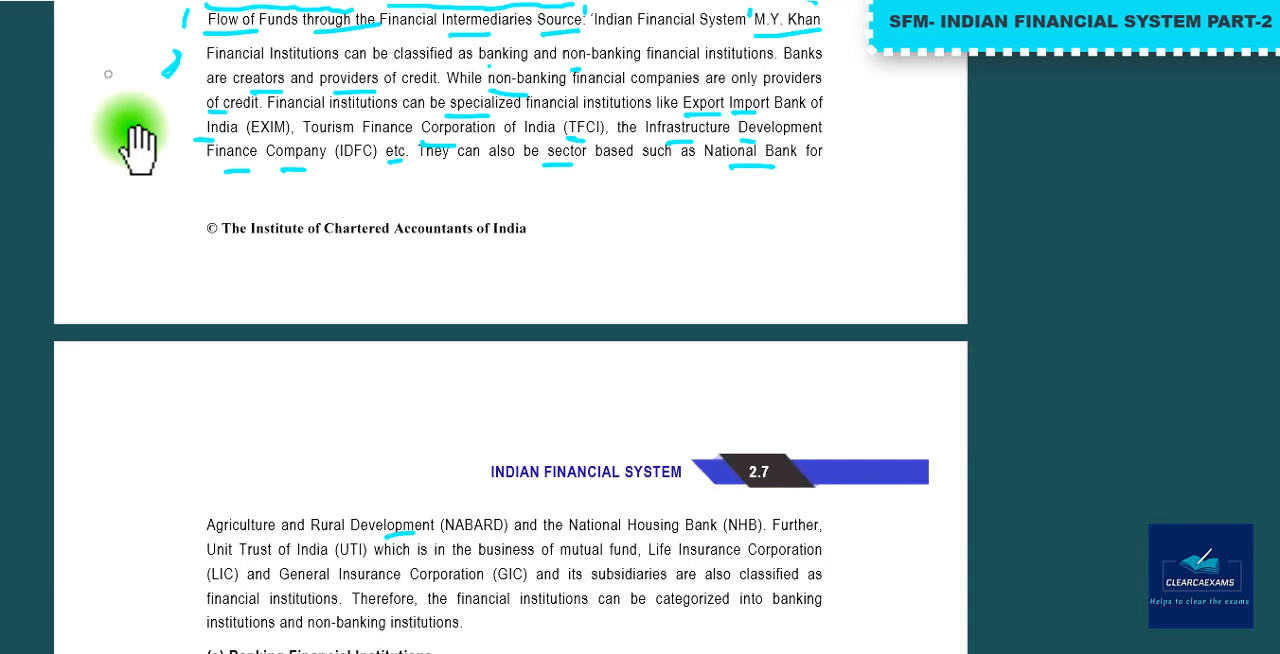 SFM- INDIAN FINANCIAL SYSTEM PART-2
Flow of Funds through the Financial Intermediaries Source: ‘Indian Financial System’ M.Y. Khan
Financial Institutions can be classified as banking and non-banking financial institutions. Banks
are creators and providers of credit. While non-banking financial companies are only providers
of credit. Financial institutions can be specialized financial institutions like Export Import Bank of
India (EXIM), Tourism Finance Corporation of India (TFCI), the Infrastructure Development
Finance Company (IDFC) etc. They can also be sector based such as National Bank for
© The Institute of Chartered Accountants of India
INDIAN FINANCIAL SYSTEM 2.7
Agriculture and Rural Development (NABARD) and the National Housing Bank (NHB). Further,
Unit Trust of India (UTI) which is in the business of mutual fund, Life Insurance Corporation
(LIC) and General Insurance Corporation (GIC) and its subsidiaries are also classified as
financial institutions. Therefore, the financial institutions can be categorized into banking
institutions and non-banking institutions.
(a) Banking Financial Institutions
CLEARCAEXAMS
Helps to clear the exams